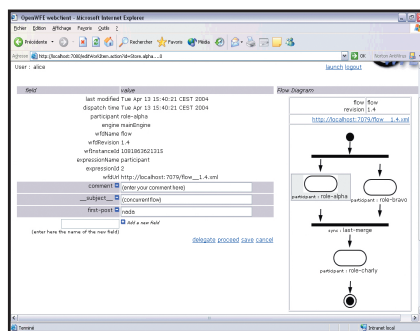 OpenWFE webclient - Microsoft Internet Explorer
Fichier Edition Affichage Favoris Outils ?
Précédente Rechercher Favoris Média
Adresse http://localhost:7080/editWorkitem.action?id=Store.alpha....0 OK Norton AntiVirus
User : alice launch logout
field value Flow Diagram
last modified Tue Apr 13 15:40:21 CEST 2004
dispatch time Tue Apr 13 15:40:21 CEST 2004
participant role-alpha
engine mainEngine
wfdName flow
wfdRevision 1.4
wfInstanceId 1081863621315
expressionName participant
expressionId 2
wfdUrl http://localhost:7079/flow__1.4.xml
comment (enter your comment here)
__subject__ (concurrent flow)
first-post nada
Add a new field
(enter here the name of the new field)
delegate proceed save cancel
flow flow
revision 1.4
http://localhost:7079/flow__1.4.xml
participant : role-alpha
participant : role-bravo
sync : last-merge
participant : role-charly
Terminé Intranet local